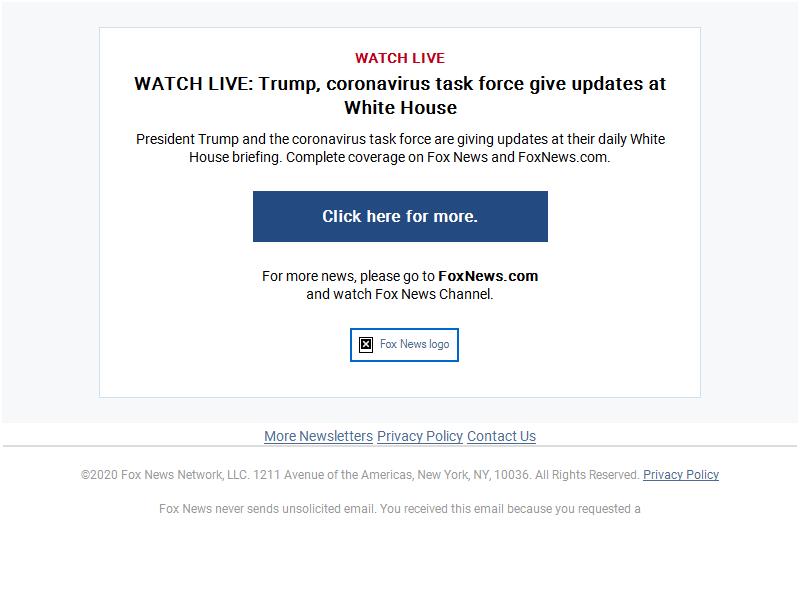 WATCH LIVE
WATCH LIVE: Trump, coronavirus task force give updates at
White House
President Trump and the coronavirus task force are giving updates at their daily White
House briefing. Complete coverage on Fox News and FoxNews.com.
Click here for more.
For more news, please go to FoxNews.com
and watch Fox News Channel.
Fox News logo
More Newsletters Privacy Policy Contact Us
©2020 Fox News Network, LLC. 1211 Avenue of the Americas, New York, NY, 10036. All Rights Reserved. Privacy Policy
Fox News never sends unsolicited email. You received this email because you requested a